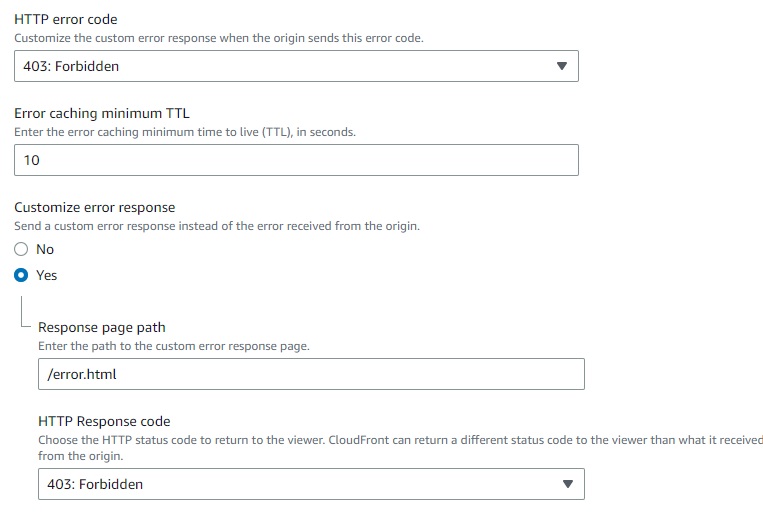 HTTP error code
Customize the custom error response when the origin sends this error code.
403: Forbidden
Error caching minimum TTL
Enter the error caching minimum time to live (TTL), in seconds.
10
Customize error response
Send a custom error response instead of the error received from the origin.
No
Yes
Response page path
Enter the path to the custom error response page.
/error.html
HTTP Response code
Choose the HTTP status code to return to the viewer. CloudFront can return a different status code to the viewer than what it received
from the origin.
403: Forbidden